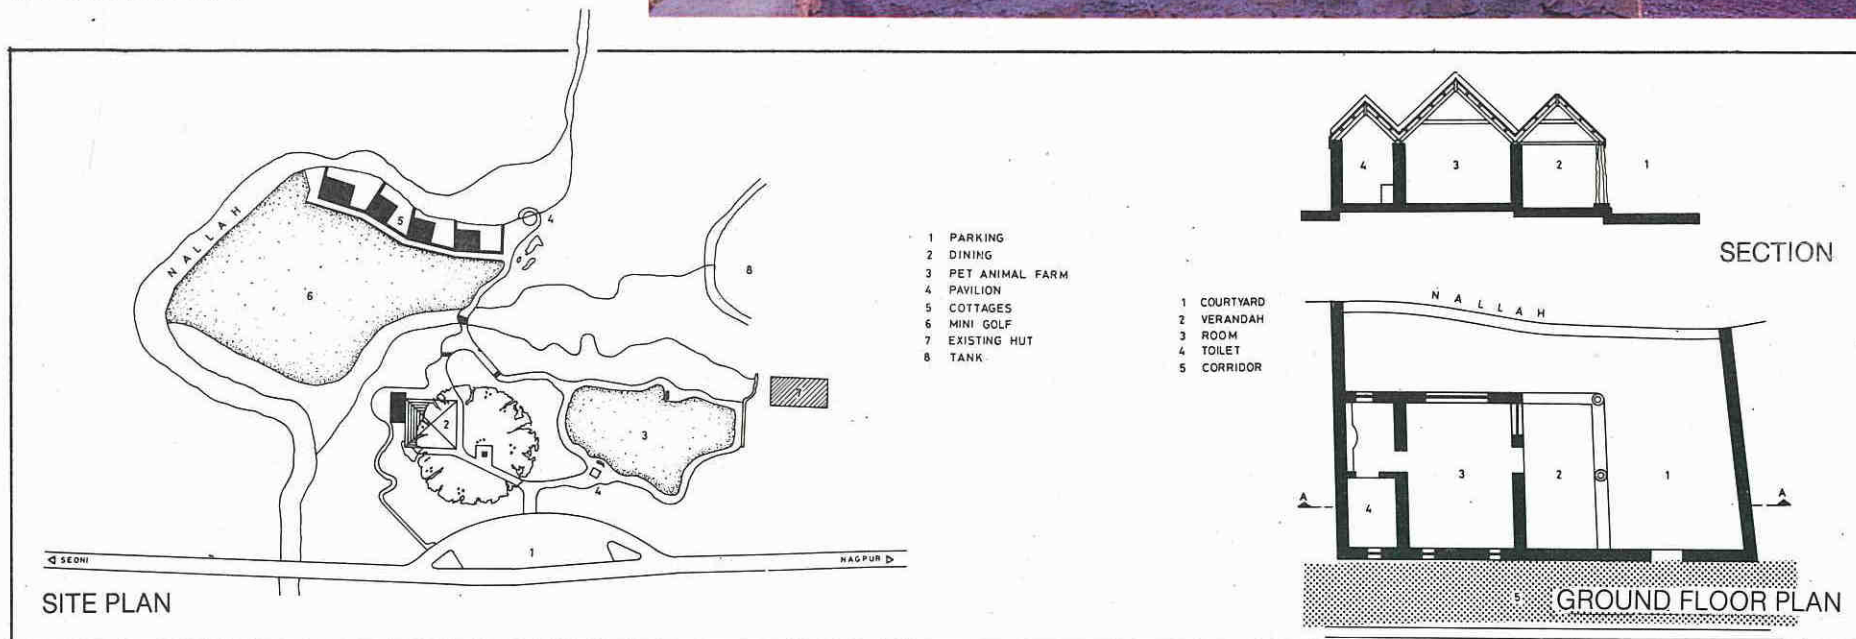 NALLAH
5
4
6
8
7
2
3
4
1
SEONI
NAGPUR
SITE PLAN
1 PARKING
2 DINING
3 PET ANIMAL FARM
4 PAVILION
5 COTTAGES
6 MINI GOLF
7 EXISTING HUT
8 TANK
4 3 2 1
SECTION
1 COURTYARD
2 VERANDAH
3 ROOM
4 TOILET
5 CORRIDOR
NALLAH
3 2 1
A A
4
5
GROUND FLOOR PLAN